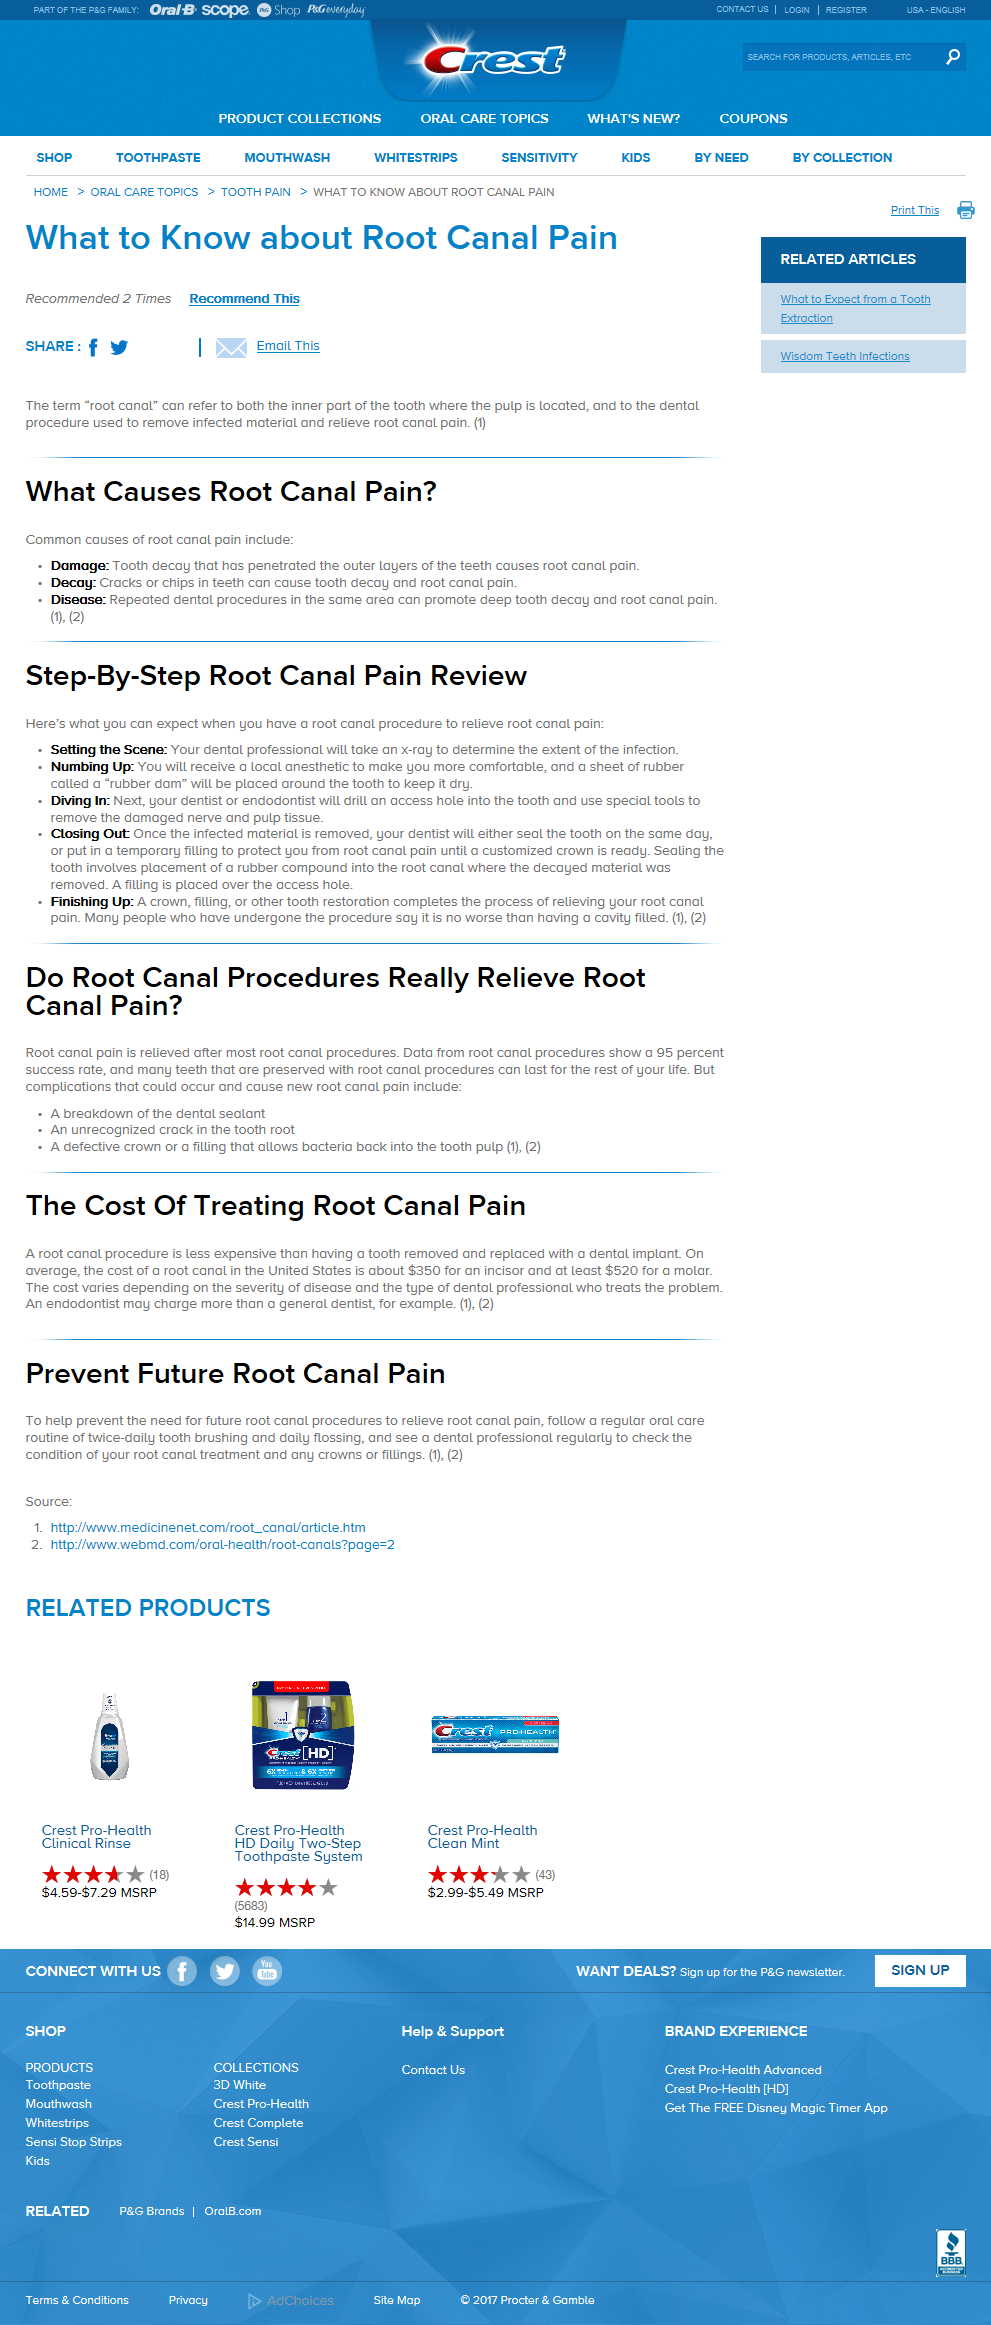 PART OF THE P&G FAMILY: Oral-B scope P&G Shop P&G everyday CONTACT US | LOGIN | REGISTER USA - ENGLISH
Crest
SEARCH FOR PRODUCTS, ARTICLES, ETC
PRODUCT COLLECTIONS ORAL CARE TOPICS WHAT'S NEW? COUPONS
SHOP TOOTHPASTE MOUTHWASH WHITESTRIPS SENSITIVITY KIDS BY NEED BY COLLECTION
HOME > ORAL CARE TOPICS > TOOTH PAIN > WHAT TO KNOW ABOUT ROOT CANAL PAIN
Print This
What to Know about Root Canal Pain
RELATED ARTICLES
What to Expect from a Tooth
Extraction
Wisdom Teeth Infections
Recommended 2 Times Recommend This
SHARE : | Email This
The term “root canal” can refer to both the inner part of the tooth where the pulp is located, and to the dental
procedure used to remove infected material and relieve root canal pain. (1)
What Causes Root Canal Pain?
Common causes of root canal pain include:
• Damage: Tooth decay that has penetrated the outer layers of the teeth causes root canal pain.
• Decay: Cracks or chips in teeth can cause tooth decay and root canal pain.
• Disease: Repeated dental procedures in the same area can promote deep tooth decay and root canal pain.
(1), (2)
Step-By-Step Root Canal Pain Review
Here’s what you can expect when you have a root canal procedure to relieve root canal pain:
• Setting the Scene: Your dental professional will take an x-ray to determine the extent of the infection.
• Numbing Up: You will receive a local anesthetic to make you more comfortable, and a sheet of rubber
called a “rubber dam” will be placed around the tooth to keep it dry.
• Diving In: Next, your dentist or endodontist will drill an access hole into the tooth and use special tools to
remove the damaged nerve and pulp tissue.
• Closing Out: Once the infected material is removed, your dentist will either seal the tooth on the same day,
or put in a temporary filling to protect you from root canal pain until a customized crown is ready. Sealing the
tooth involves placement of a rubber compound into the root canal where the decayed material was
removed. A filling is placed over the access hole.
• Finishing Up: A crown, filling, or other tooth restoration completes the process of relieving your root canal
pain. Many people who have undergone the procedure say it is no worse than having a cavity filled. (1), (2)
Do Root Canal Procedures Really Relieve Root
Canal Pain?
Root canal pain is relieved after most root canal procedures. Data from root canal procedures show a 95 percent
success rate, and many teeth that are preserved with root canal procedures can last for the rest of your life. But
complications that could occur and cause new root canal pain include:
• A breakdown of the dental sealant
• An unrecognized crack in the tooth root
• A defective crown or a filling that allows bacteria back into the tooth pulp (1), (2)
The Cost Of Treating Root Canal Pain
A root canal procedure is less expensive than having a tooth removed and replaced with a dental implant. On
average, the cost of a root canal in the United States is about $350 for an incisor and at least $520 for a molar.
The cost varies depending on the severity of disease and the type of dental professional who treats the problem.
An endodontist may charge more than a general dentist, for example. (1), (2)
Prevent Future Root Canal Pain
To help prevent the need for future root canal procedures to relieve root canal pain, follow a regular oral care
routine of twice-daily tooth brushing and daily flossing, and see a dental professional regularly to check the
condition of your root canal treatment and any crowns or fillings. (1), (2)
Source:
1. http://www.medicinenet.com/root_canal/article.htm
2. http://www.webmd.com/oral-health/root-canals?page=2
RELATED PRODUCTS
1 2
Crest [HD]
Crest PRO-HEALTH
Crest Pro-Health
Clinical Rinse
(18)
$4.59-$7.29 MSRP
Crest Pro-Health
HD Daily Two-Step
Toothpaste System
(5683)
$14.99 MSRP
Crest Pro-Health
Clean Mint
(43)
$2.99-$5.49 MSRP
CONNECT WITH US You Tube WANT DEALS? Sign up for the P&G newsletter. SIGN UP
SHOP
PRODUCTS
Toothpaste
Mouthwash
Whitestrips
Sensi Stop Strips
Kids
COLLECTIONS
3D White
Crest Pro-Health
Crest Complete
Crest Sensi
Help & Support
Contact Us
BRAND EXPERIENCE
Crest Pro-Health Advanced
Crest Pro-Health [HD]
Get The FREE Disney Magic Timer App
RELATED P&G Brands | OralB.com
BBB
Terms & Conditions Privacy AdChoices Site Map © 2017 Procter & Gamble